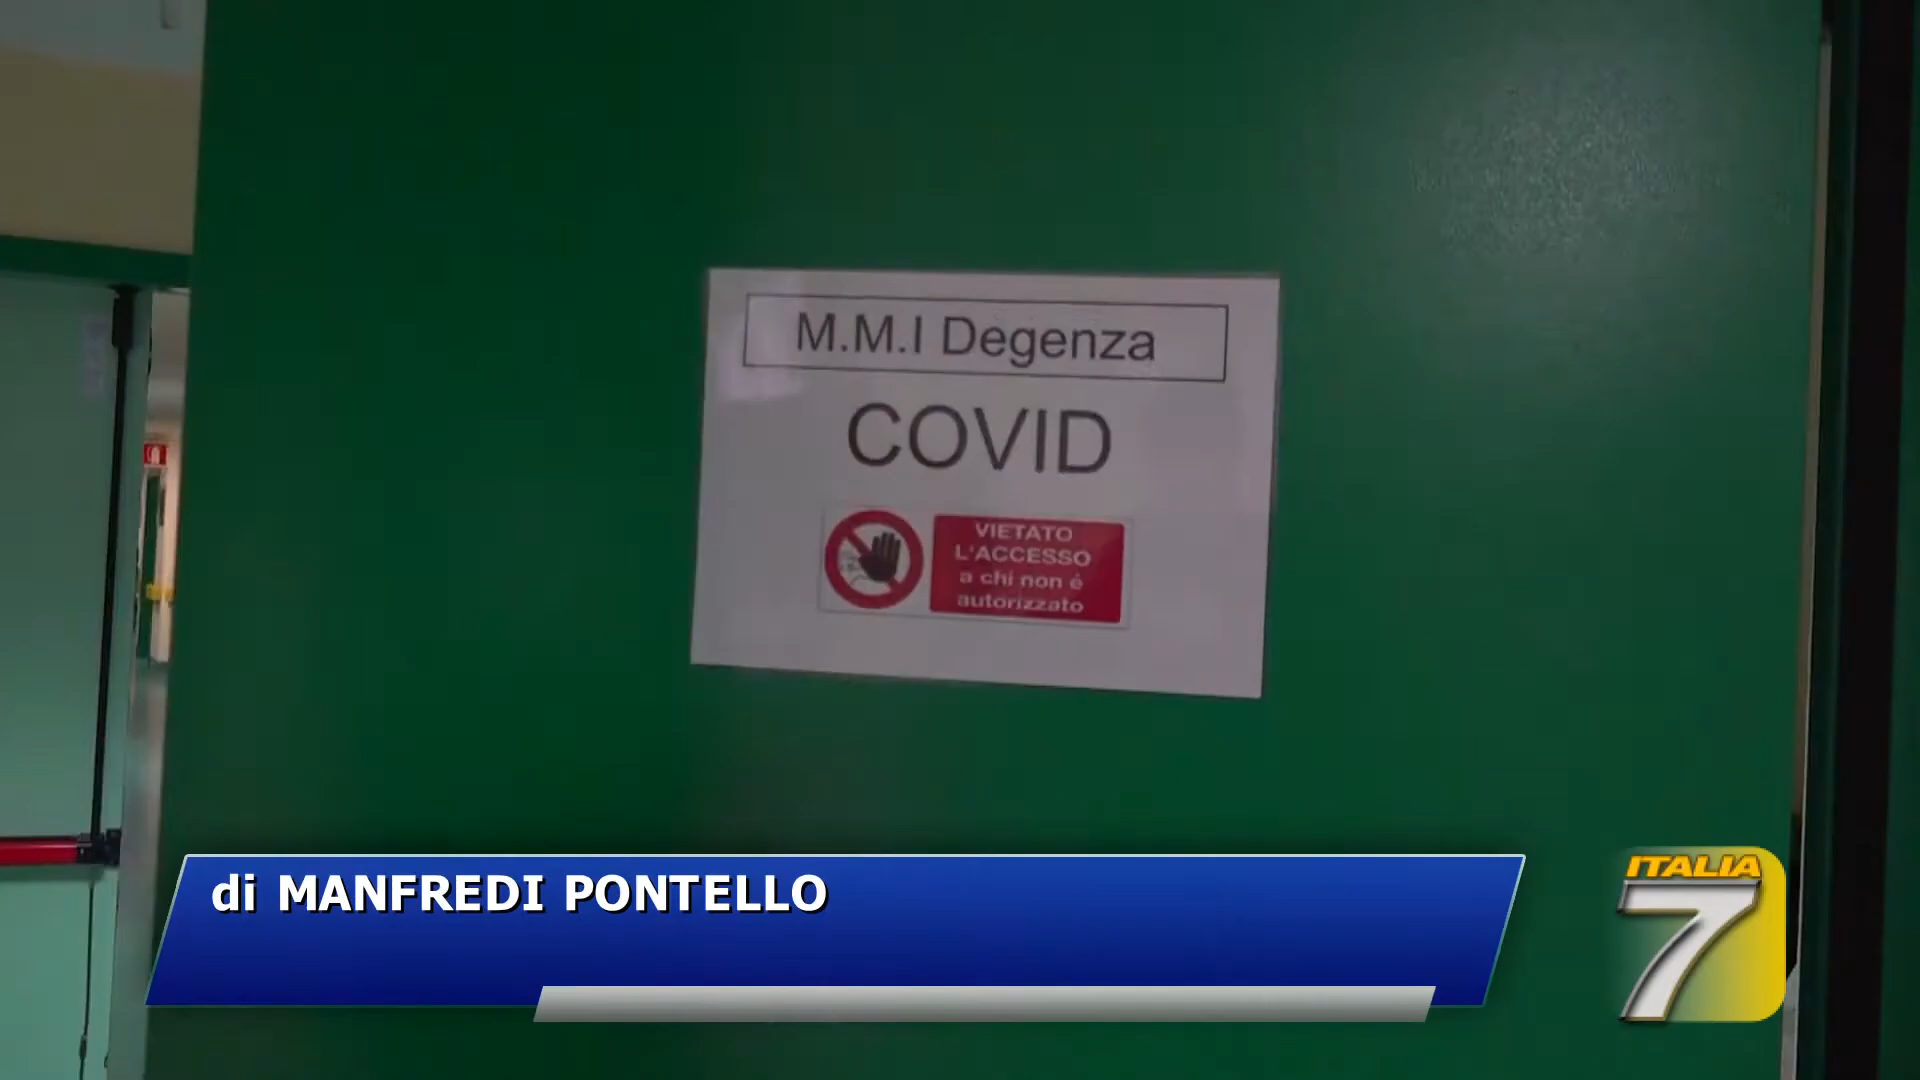 M.M.I Degenza
COVID
VIETATO
L'ACCESSO
a chi non é
autorizzato
di MANFREDI PONTELLO
ITALIA
7